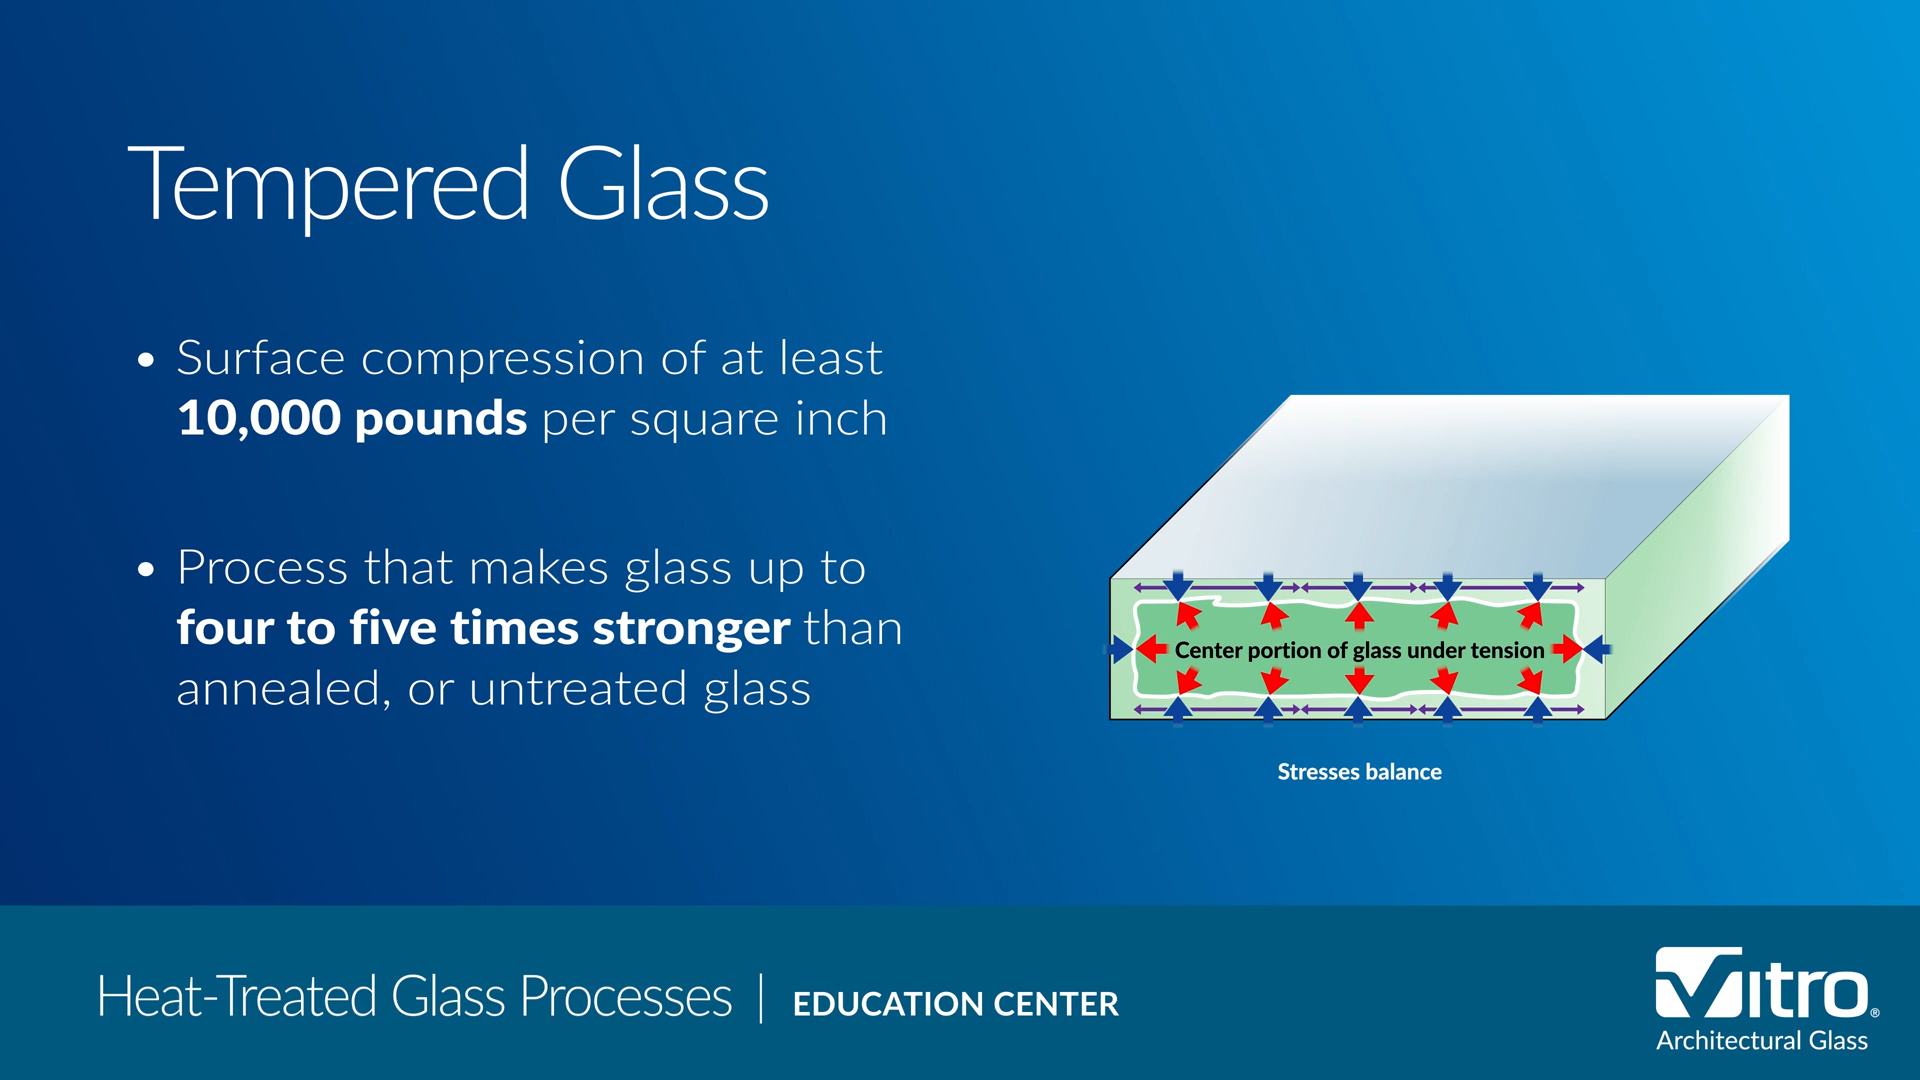 Tempered Glass
• Surface compression of at least
10,000 pounds per square inch
• Process that makes glass up to
four to five times stronger than
annealed, or untreated glass
Center portion of glass under tension
Stresses balance
Heat-Treated Glass Processes | EDUCATION CENTER
Vitro®
Architectural Glass